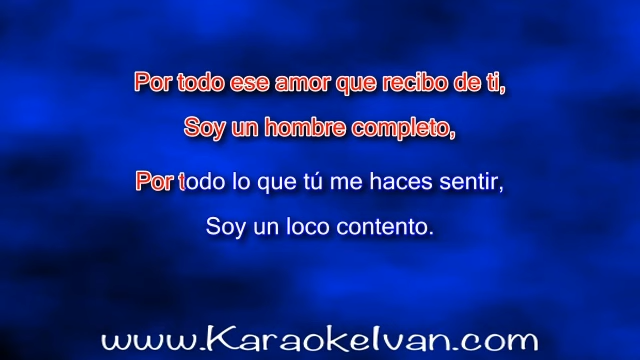 Por todo ese amor que recibo de ti,
Soy un hombre completo,
Por todo lo que tú me haces sentir,
Soy un loco contento.
www.KaraokeIvan.com